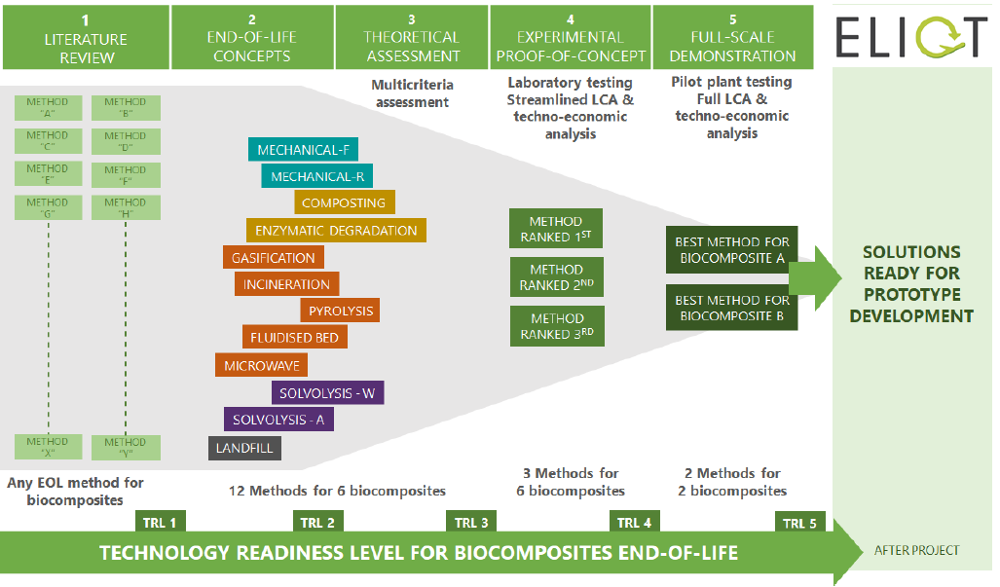 1
LITERATURE
REVIEW
2
END-OF-LIFE
CONCEPTS
3
THEORETICAL
ASSESSMENT
4
EXPERIMENTAL
PROOF-OF-CONCEPT
5
FULL-SCALE
DEMONSTRATION
ELIOT
Multicriteria
assessment
Laboratory testing
Streamlined LCA &
techno-economic
analysis
Pilot plant testing
Full LCA &
techno-economic
analysis
METHOD
"A"
METHOD
"B"
METHOD
"C"
METHOD
"D"
METHOD
"E"
METHOD
"F"
METHOD
"G"
METHOD
"H"
METHOD
"X"
METHOD
"Y"
MECHANICAL-F
MECHANICAL-R
COMPOSTING
ENZYMATIC DEGRADATION
GASIFICATION
INCINERATION
PYROLYSIS
FLUIDISED BED
MICROWAVE
SOLVOLYSIS - W
SOLVOLYSIS - A
LANDFILL
METHOD
RANKED 1ST
METHOD
RANKED 2ND
METHOD
RANKED 3RD
BEST METHOD FOR
BIOCOMPOSITE A
BEST METHOD FOR
BIOCOMPOSITE B
SOLUTIONS
READY FOR
PROTOTYPE
DEVELOPMENT
Any EOL method for
biocomposites
12 Methods for 6 biocomposites
3 Methods for
6 biocomposites
2 Methods for
2 biocomposites
TRL 1
TRL 2
TRL 3
TRL 4
TRL 5
TECHNOLOGY READINESS LEVEL FOR BIOCOMPOSITES END-OF-LIFE
AFTER PROJECT